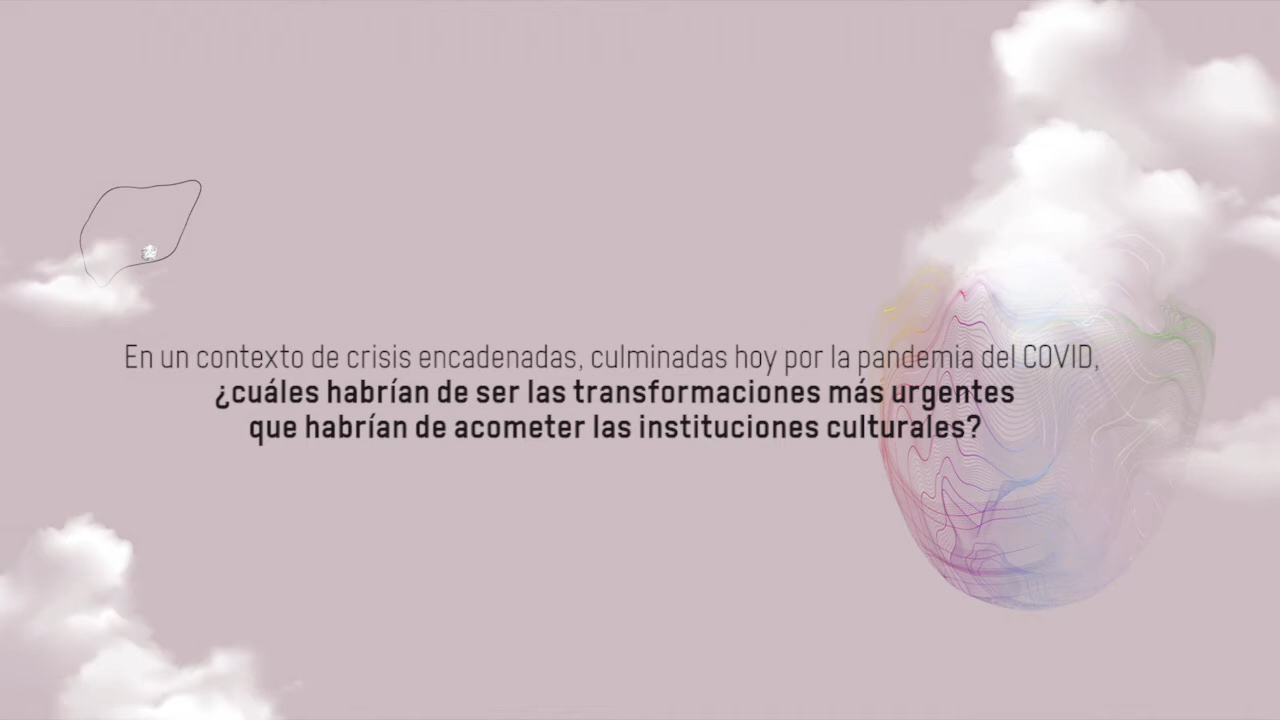 En un contexto de crisis encadenadas, culminadas hoy por la pandemia del COVID,
¿cuáles habrían de ser las transformaciones más urgentes
que habrían de acometer las instituciones culturales?